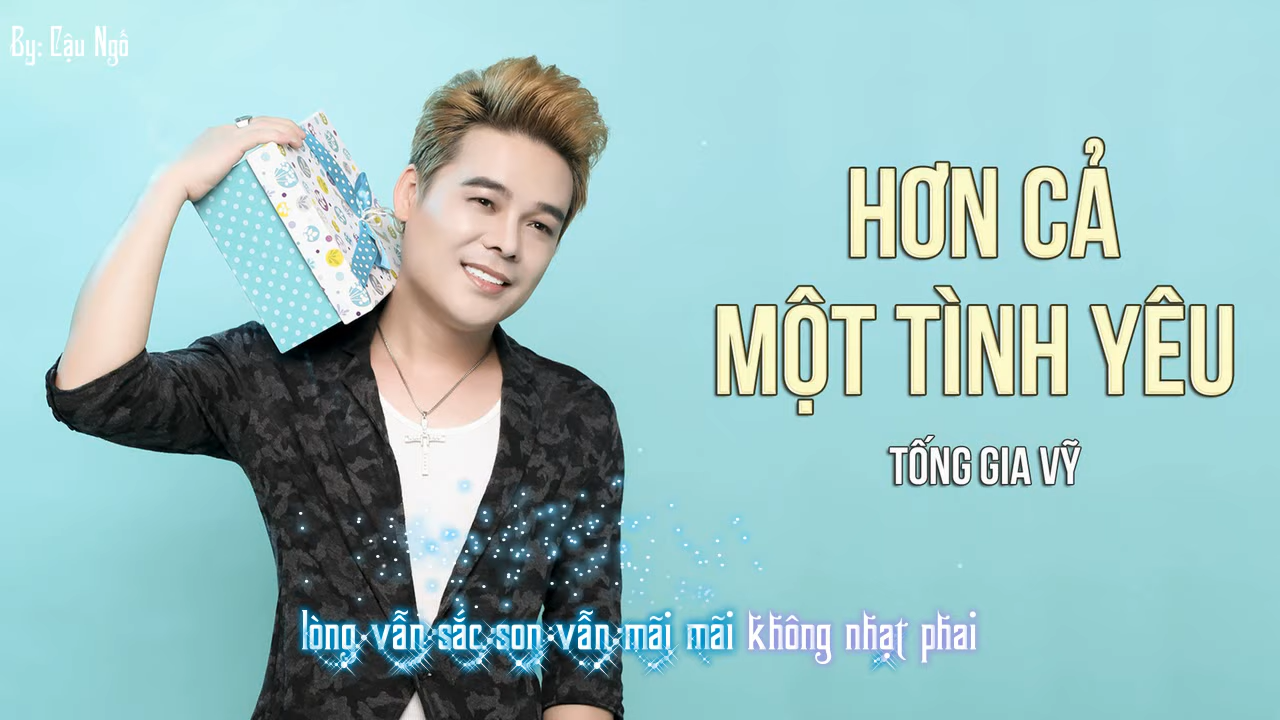 By: Cậu Ngố
HƠN CẢ
MỘT TÌNH YÊU
TỐNG GIA VỸ
lòng vẫn sắc son vẫn mãi mãi không nhạt phai